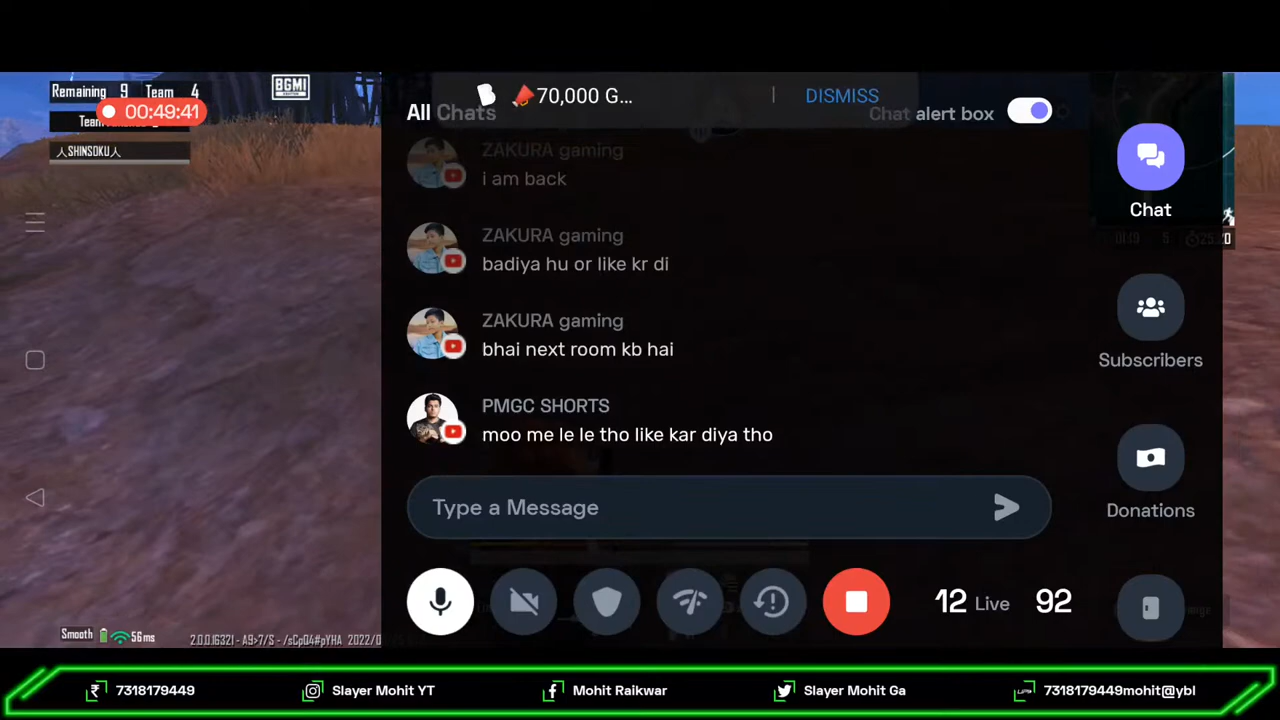 Remaining 9 Team 4
BGMI
00:49:41
Team
人SHINSOKU人
70,000 G...
DISMISS
All Chats
Chat alert box
ZAKURA gaming
i am back
ZAKURA gaming
badiya hu or like kr di
ZAKURA gaming
bhai next room kb hai
PMGC SHORTS
moo me le le tho like kar diya tho
Type a Message
12 Live 92
Chat
Subscribers
Donations
Smooth 56ms
7318179449
Slayer Mohit YT
Mohit Raikwar
Slayer Mohit Ga
7318179449mohit@ybl